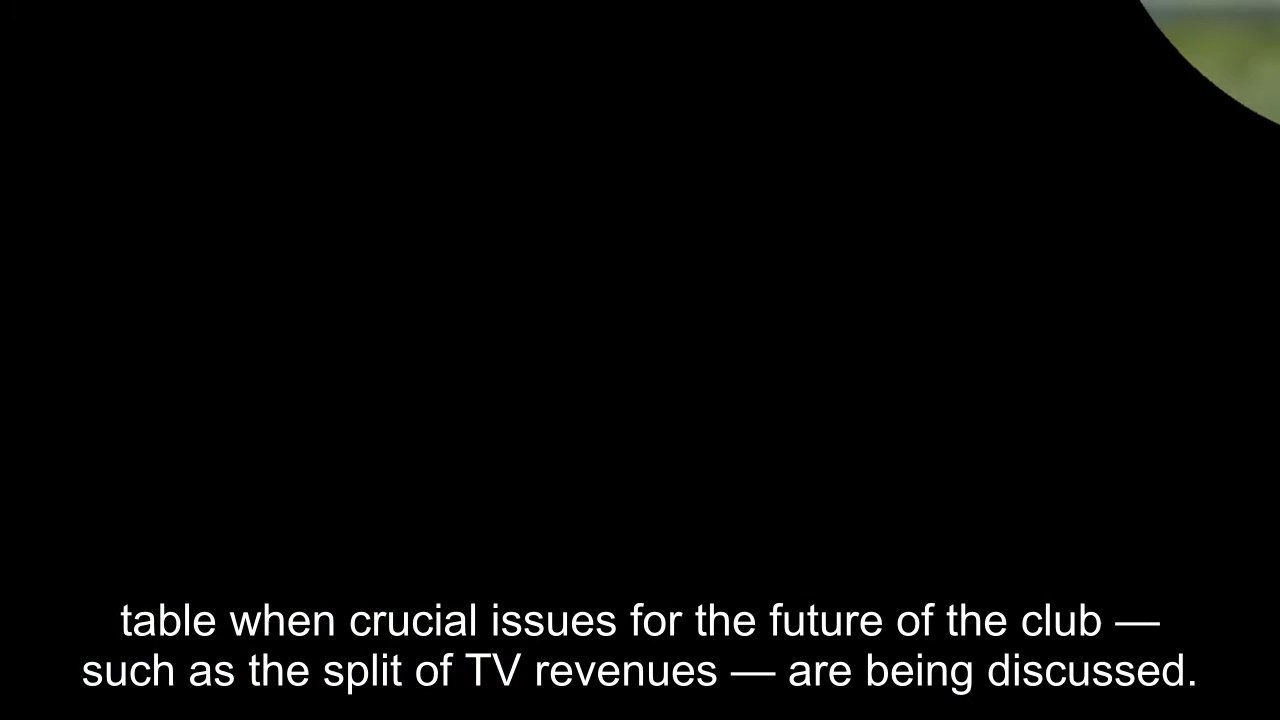 table when crucial issues for the future of the club —
such as the split of TV revenues — are being discussed.